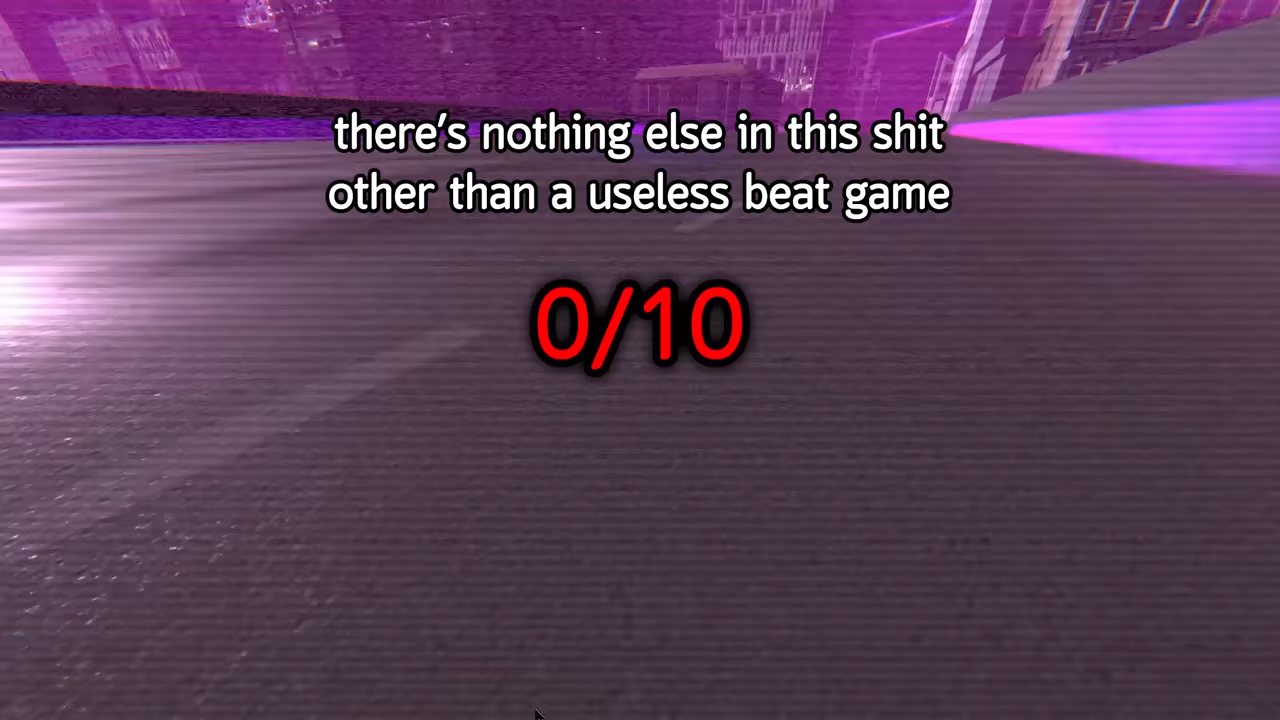 there's nothing else in this shit
other than a useless beat game
0/10